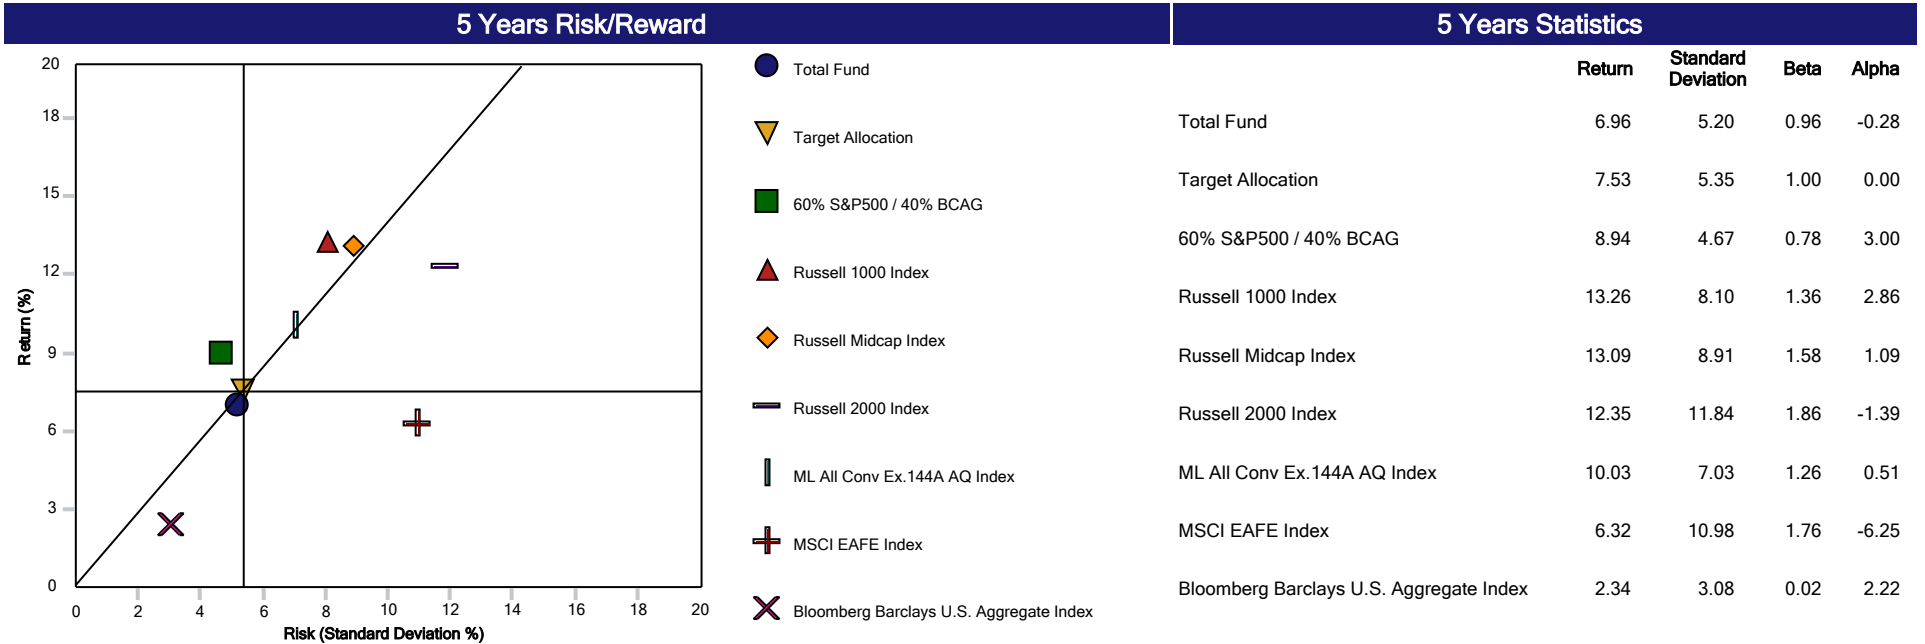 5 Years Risk/Reward
20
18
15
12
9
6
3
0
Return (%)
0 2 4 6 8 10 12 14 16 18 20
Risk (Standard Deviation %)
Total Fund
Target Allocation
60% S&P500 / 40% BCAG
Russell 1000 Index
Russell Midcap Index
Russell 2000 Index
ML All Conv Ex.144A AQ Index
MSCI EAFE Index
Bloomberg Barclays U.S. Aggregate Index
5 Years Statistics
Return Standard Deviation Beta Alpha
Total Fund 6.96 5.20 0.96 -0.28
Target Allocation 7.53 5.35 1.00 0.00
60% S&P500 / 40% BCAG 8.94 4.67 0.78 3.00
Russell 1000 Index 13.26 8.10 1.36 2.86
Russell Midcap Index 13.09 8.91 1.58 1.09
Russell 2000 Index 12.35 11.84 1.86 -1.39
ML All Conv Ex.144A AQ Index 10.03 7.03 1.26 0.51
MSCI EAFE Index 6.32 10.98 1.76 -6.25
Bloomberg Barclays U.S. Aggregate Index 2.34 3.08 0.02 2.22